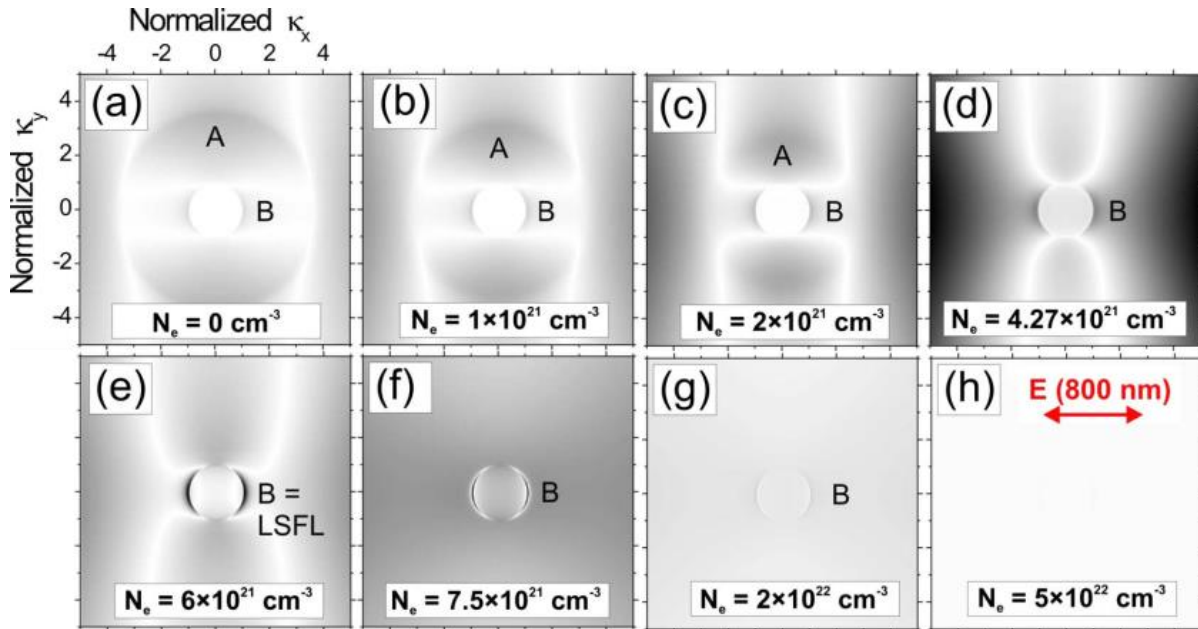 Normalized κx
-4 -2 0 2 4
Normalized κy
4
2
0
-2
-4
(a)
A
B
Ne = 0 cm-3
(b)
A
B
Ne = 1×10^21 cm-3
(c)
A
B
Ne = 2×10^21 cm-3
(d)
B
Ne = 4.27×10^21 cm-3
(e)
B =
LSFL
Ne = 6×10^21 cm-3
(f)
B
Ne = 7.5×10^21 cm-3
(g)
B
Ne = 2×10^22 cm-3
(h)
E (800 nm)
Ne = 5×10^22 cm-3